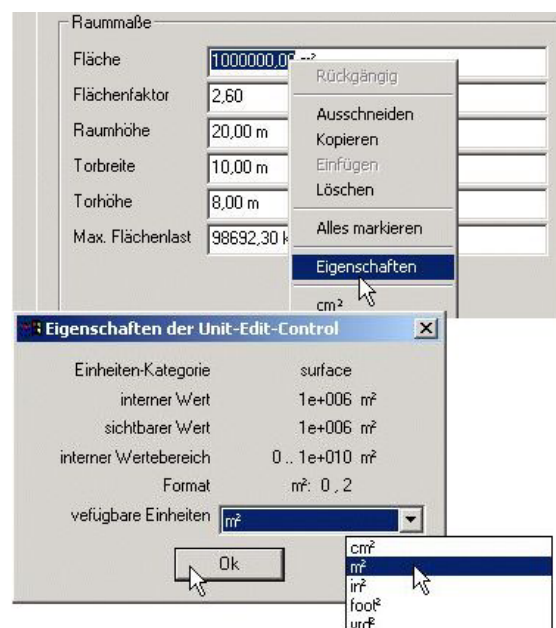 Raummaße
Fläche 1000000,00 m²
Rückgängig
Flächenfaktor 2,60
Ausschneiden
Raumhöhe 20,00 m
Kopieren
Torbreite 10,00 m
Einfügen
Löschen
Torhöhe 8,00 m
Alles markieren
Max. Flächenlast 98692,30 k
Eigenschaften
cm²
Eigenschaften der Unit-Edit-Control
Einheiten-Kategorie surface
interner Wert 1e+006 m²
sichtbarer Wert 1e+006 m²
interner Wertebereich 0 .. 1e+010 m²
Format m²: 0 , 2
vefügbare Einheiten m²
Ok
cm²
m²
in²
foot²